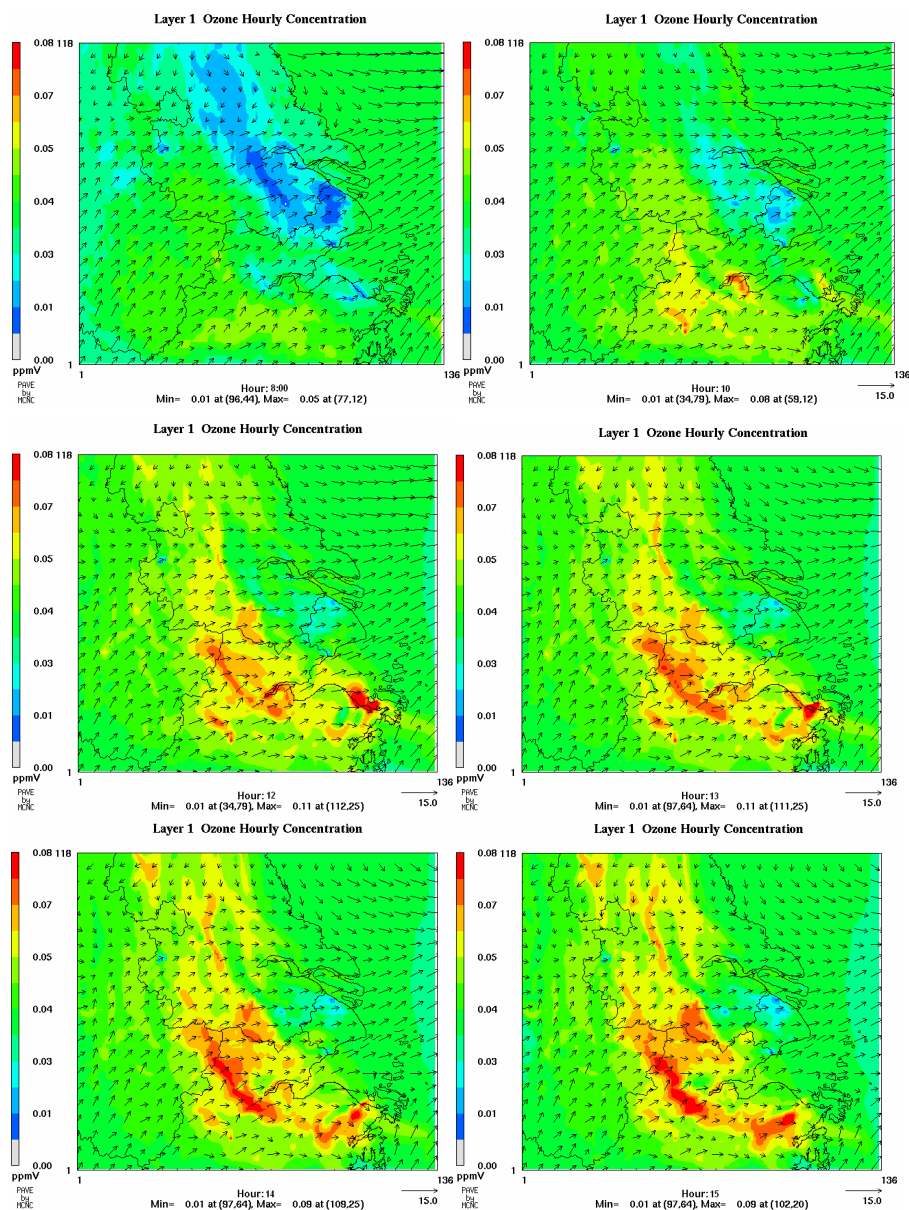 Layer 1 Ozone Hourly Concentration
0.08 118
0.07
0.05
0.04
0.03
0.01
0.00
1
ppmV
1 136
PAVE
by
MCNC
Hour: 8:00
Min= 0.01 at (96,44), Max= 0.05 at (77,12)
Layer 1 Ozone Hourly Concentration
0.08 118
0.07
0.05
0.04
0.03
0.01
0.00
1
ppmV
1 136
PAVE
by
MCNC
Hour: 10
15.0
Min= 0.01 at (34,79), Max= 0.08 at (59,12)
Layer 1 Ozone Hourly Concentration
0.08 118
0.07
0.05
0.04
0.03
0.01
0.00
1
ppmV
1 136
PAVE
by
MCNC
Hour: 12
15.0
Min= 0.01 at (34,79), Max= 0.11 at (112,25)
Layer 1 Ozone Hourly Concentration
0.08 118
0.07
0.05
0.04
0.03
0.01
0.00
1
ppmV
1 136
PAVE
by
MCNC
Hour: 13
15.0
Min= 0.01 at (97,64), Max= 0.11 at (111,25)
Layer 1 Ozone Hourly Concentration
0.08 118
0.07
0.05
0.04
0.03
0.01
0.00
1
ppmV
1 136
PAVE
by
MCNC
Hour: 14
15.0
Min= 0.01 at (97,64), Max= 0.09 at (109,25)
Layer 1 Ozone Hourly Concentration
0.08 118
0.07
0.05
0.04
0.03
0.01
0.00
1
ppmV
1 136
PAVE
by
MCNC
Hour: 15
15.0
Min= 0.01 at (97,64), Max= 0.09 at (102,20)